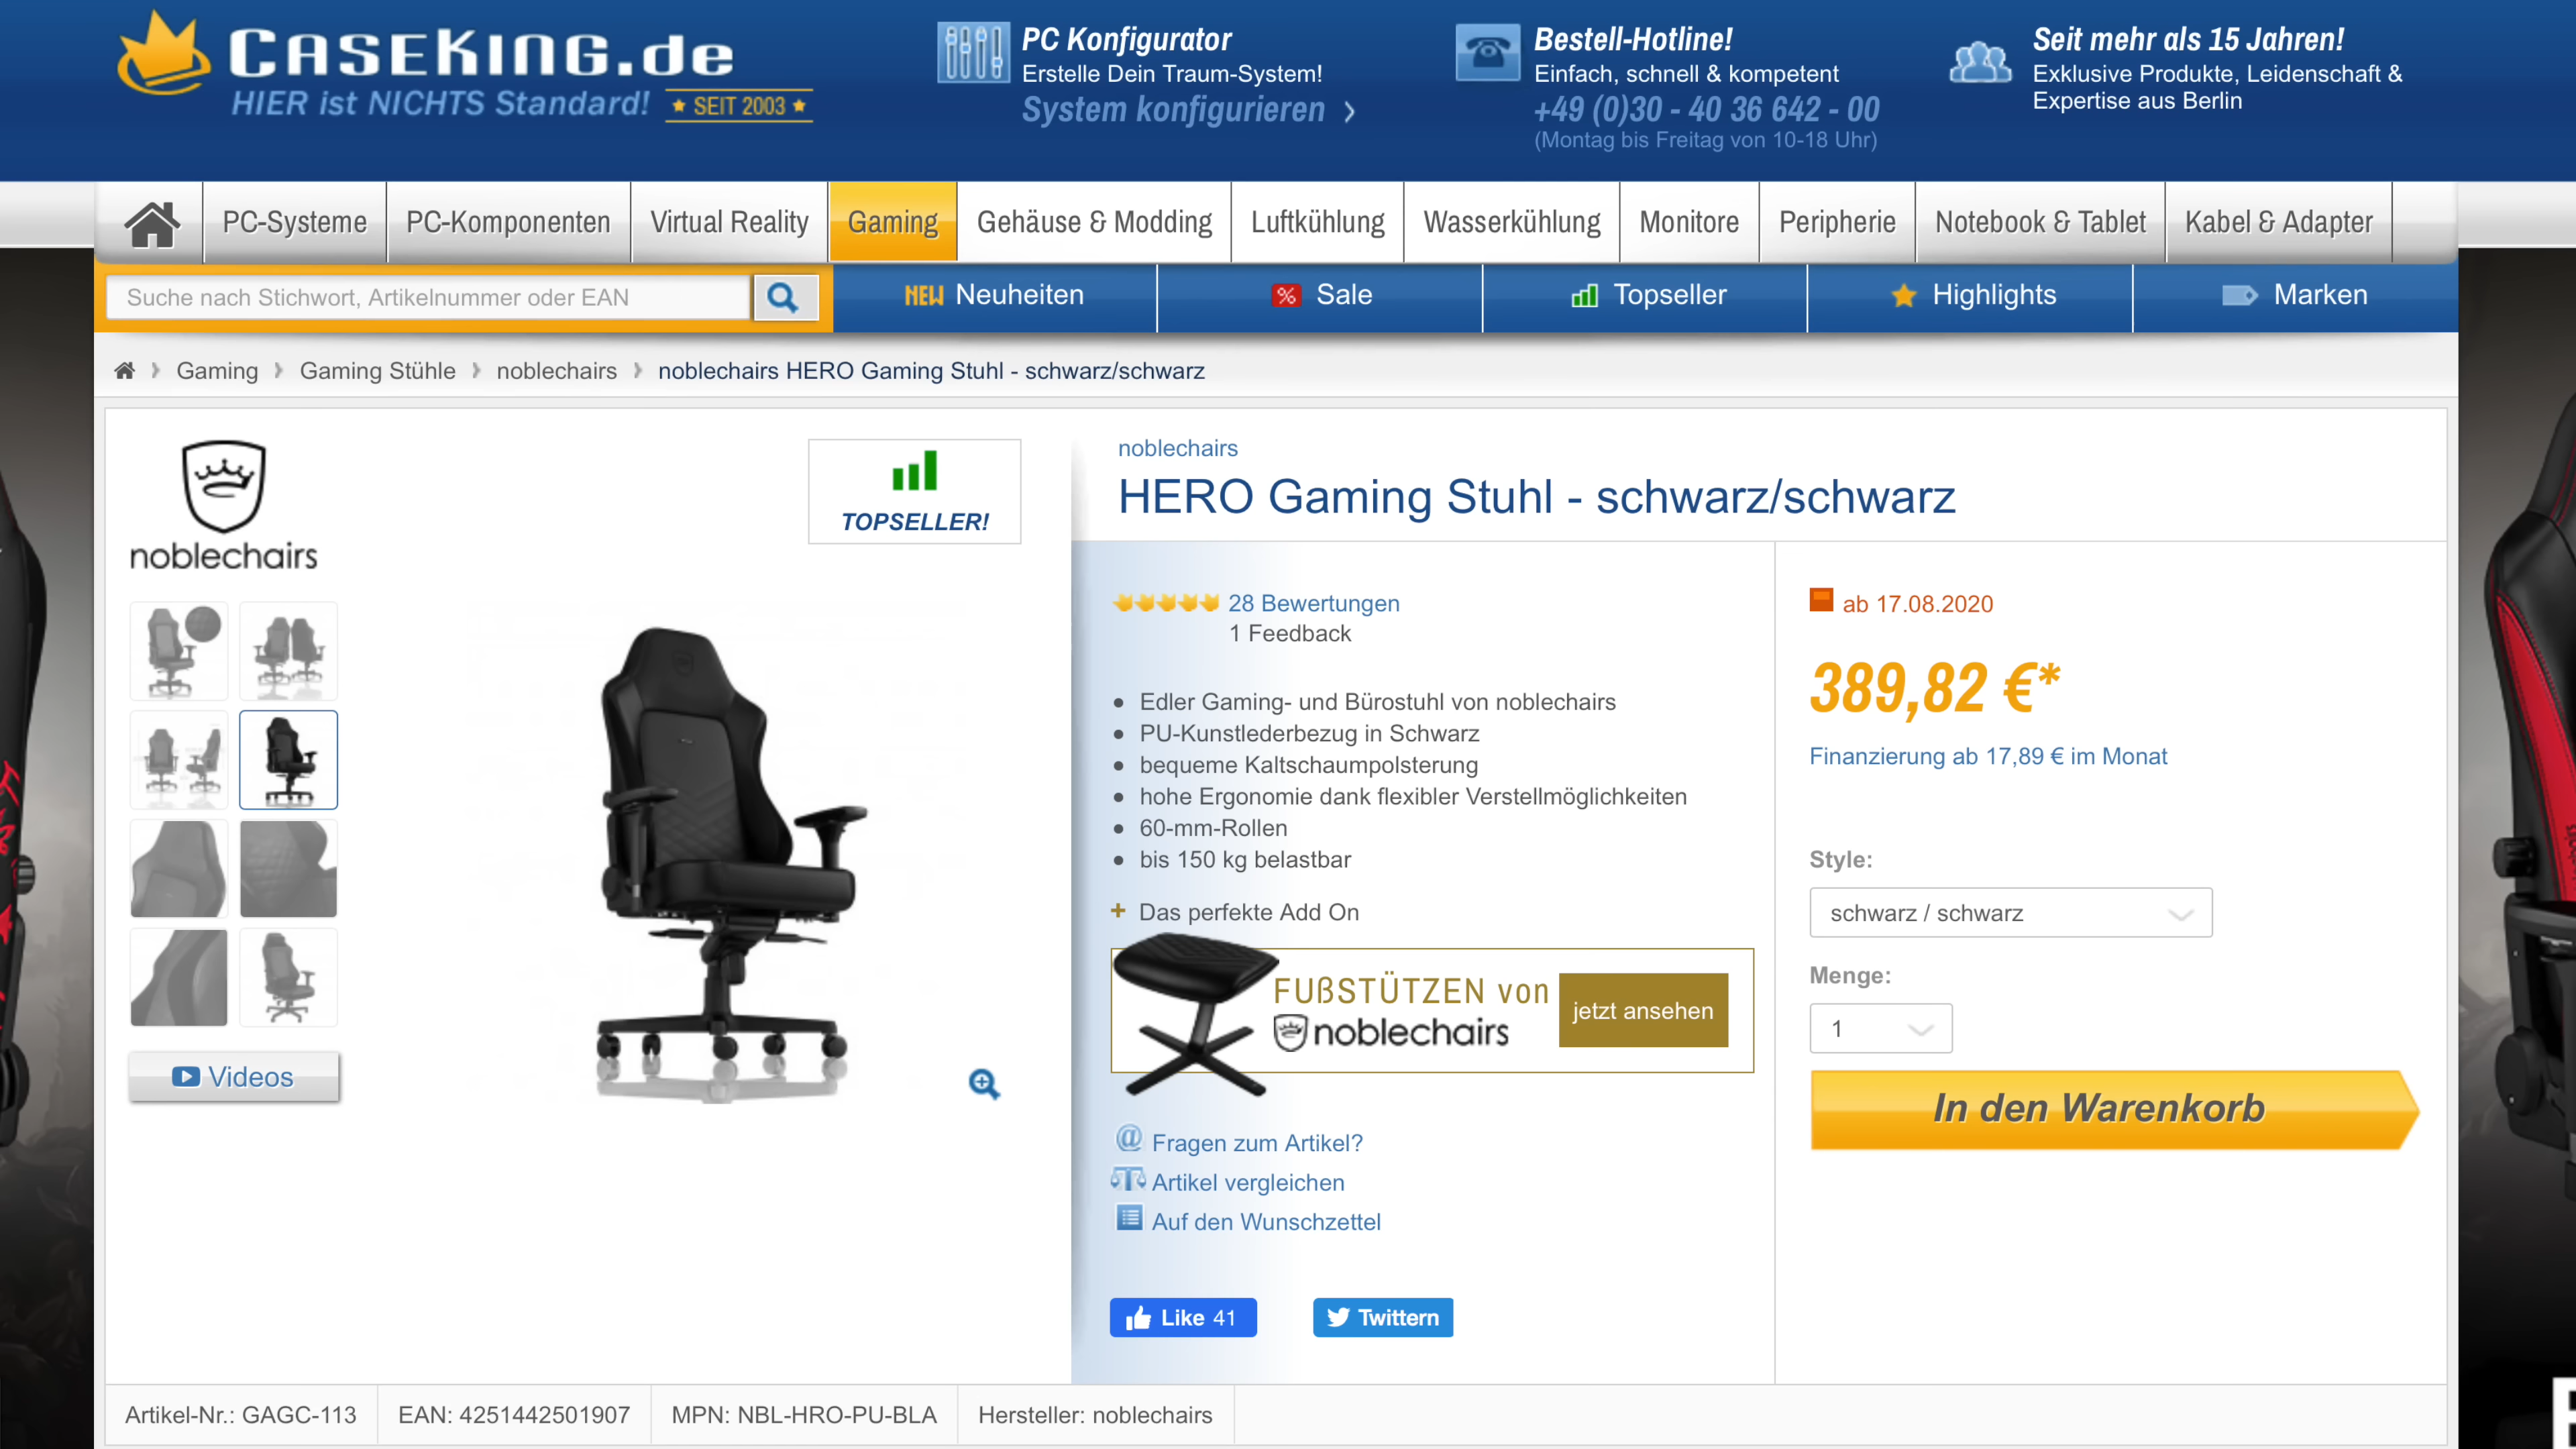 CASEKING.de
HIER ist NICHTS Standard! ★ SEIT 2003 ★
PC Konfigurator
Erstelle Dein Traum-System!
System konfigurieren
Bestell-Hotline!
Einfach, schnell & kompetent
+49 (0)30 - 40 36 642 - 00
(Montag bis Freitag von 10-18 Uhr)
Seit mehr als 15 Jahren!
Exklusive Produkte, Leidenschaft &
Expertise aus Berlin
PC-Systeme PC-Komponenten Virtual Reality Gaming Gehäuse & Modding Luftkühlung Wasserkühlung Monitore Peripherie Notebook & Tablet Kabel & Adapter
Suche nach Stichwort, Artikelnummer oder EAN
NEW Neuheiten % Sale Topseller Highlights Marken
Gaming Gaming Stühle noblechairs noblechairs HERO Gaming Stuhl - schwarz/schwarz
noblechairs
TOPSELLER!
Videos
noblechairs
HERO Gaming Stuhl - schwarz/schwarz
28 Bewertungen
1 Feedback
• Edler Gaming- und Bürostuhl von noblechairs
• PU-Kunstlederbezug in Schwarz
• bequeme Kaltschaumpolsterung
• hohe Ergonomie dank flexibler Verstellmöglichkeiten
• 60-mm-Rollen
• bis 150 kg belastbar
+ Das perfekte Add On
FUßSTÜTZEN von
noblechairs
jetzt ansehen
@ Fragen zum Artikel?
Artikel vergleichen
Auf den Wunschzettel
Like 41 Twittern
ab 17.08.2020
389,82 €*
Finanzierung ab 17,89 € im Monat
Style:
schwarz / schwarz
Menge:
1
In den Warenkorb
Artikel-Nr.: GAGC-113 EAN: 4251442501907 MPN: NBL-HRO-PU-BLA Hersteller: noblechairs